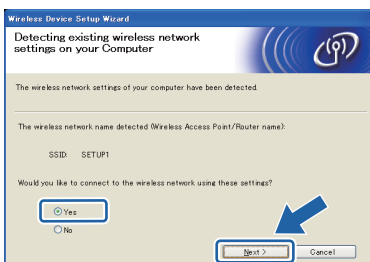 Wireless Device Setup Wizard
Detecting existing wireless network
settings on your Computer
The wireless network settings of your computer have been detected.
The wireless network name detected (Wireless Access Point/Router name):
SSID: SETUP1
Would you like to connect to the wireless network using these settings?
Yes
No
Next >
Cancel